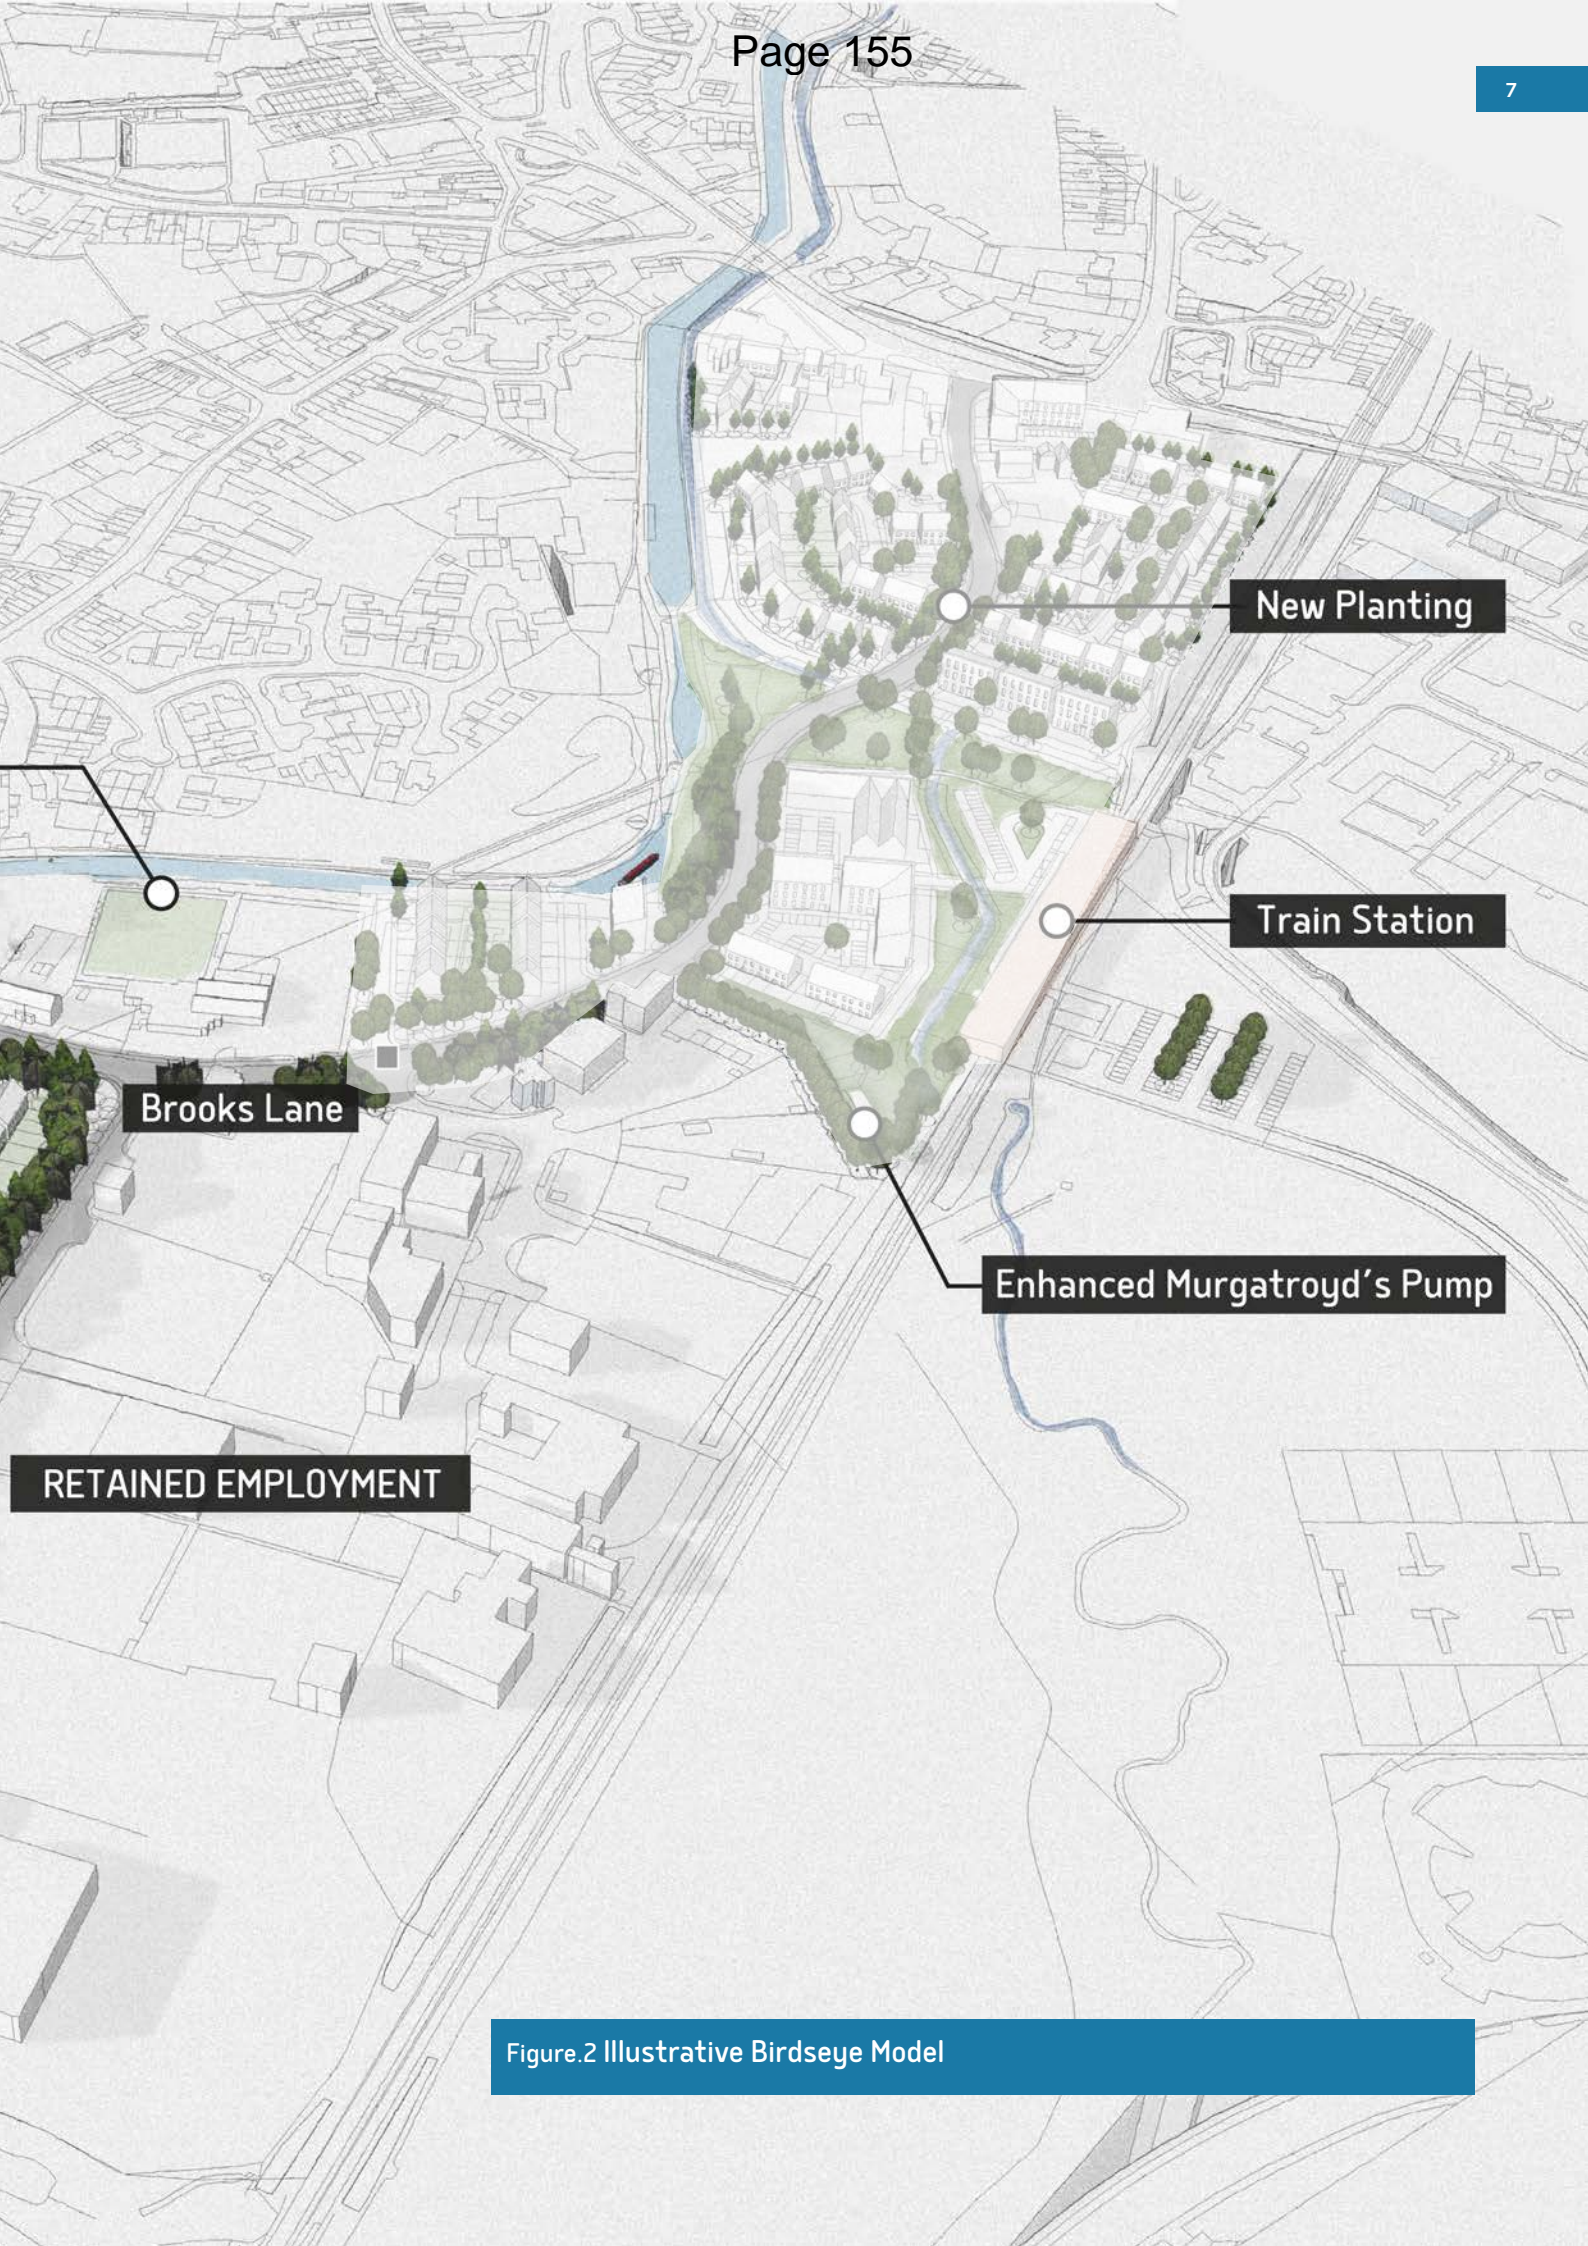 Page 155
7
New Planting
Train Station
Brooks Lane
Enhanced Murgatroyd's Pump
RETAINED EMPLOYMENT
Figure.2 Illustrative Birdseye Model